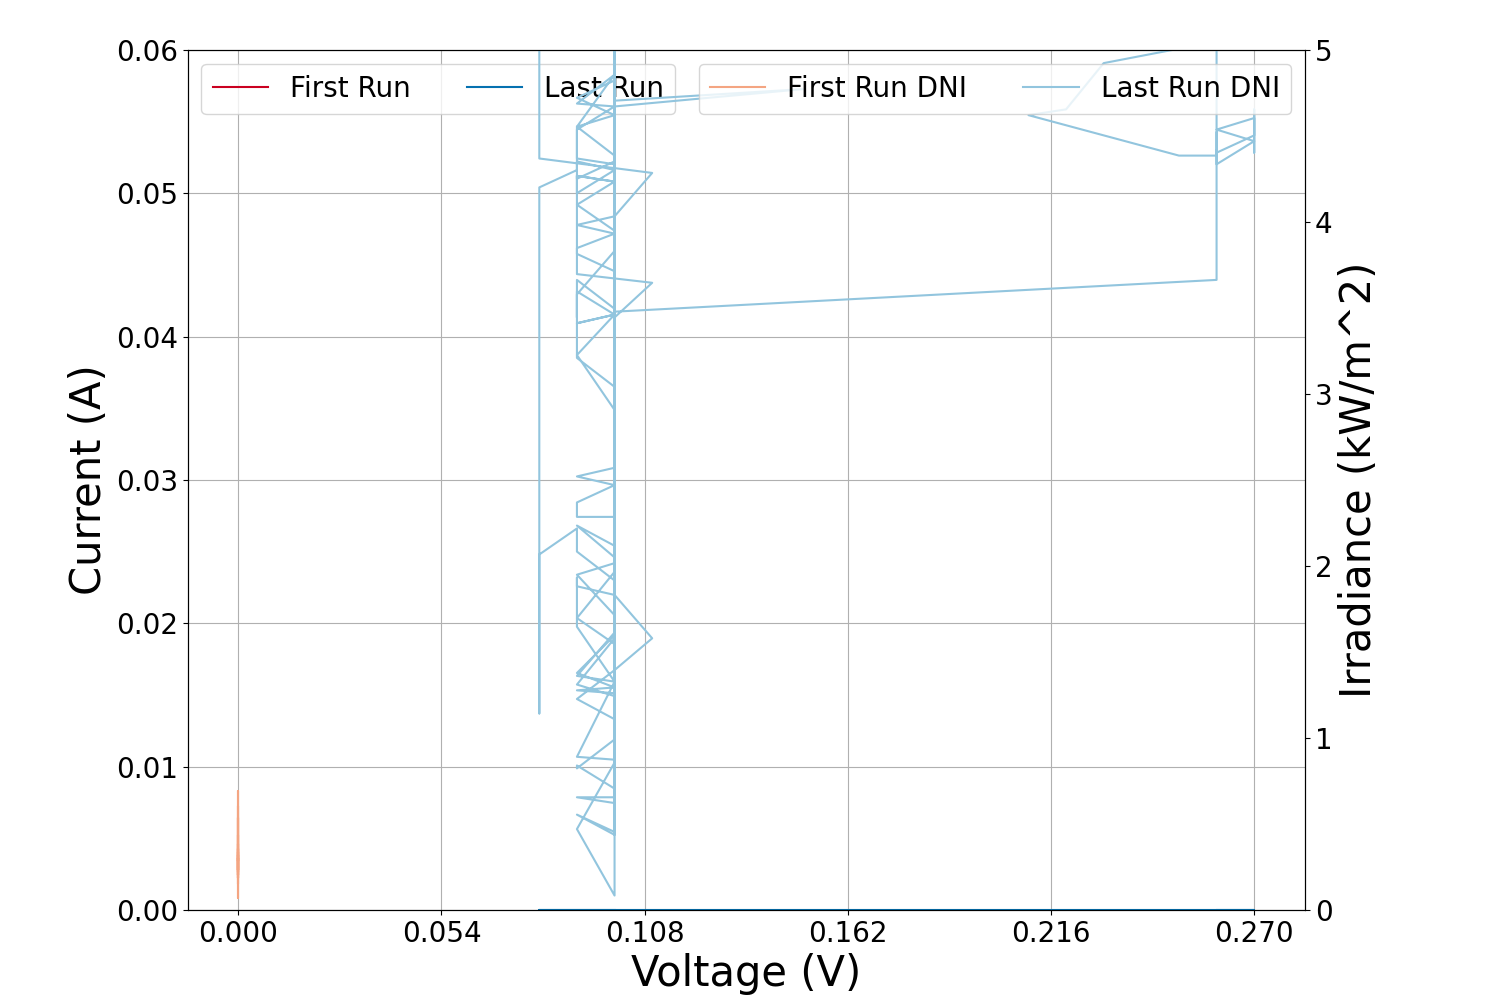 First Run
Last Run
First Run DNI
Last Run DNI
Current (A)
0.06
0.05
0.04
0.03
0.02
0.01
0.00
5
4
3
2
1
0
Irradiance (kW/m^2)
0.000
0.054
0.108
0.162
0.216
0.270
Voltage (V)